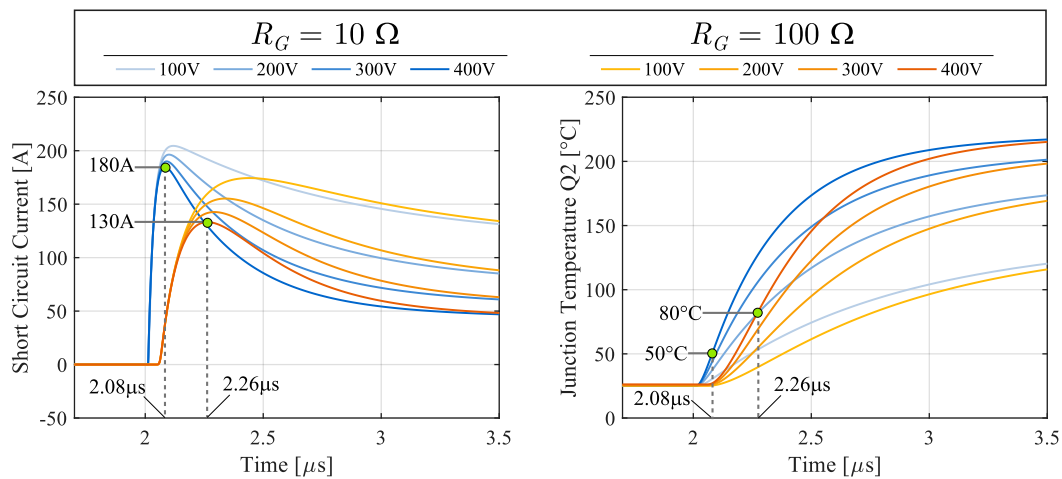 R_G = 10 Ω
R_G = 100 Ω
100V 200V 300V 400V
100V 200V 300V 400V
Short Circuit Current [A]
250
200
150
100
50
0
-50
180A
130A
2.08μs
2.26μs
2 2.5 3 3.5
Time [μs]
Junction Temperature Q2 [°C]
250
200
150
100
50
0
80°C
50°C
2.08μs
2.26μs
2 2.5 3 3.5
Time [μs]